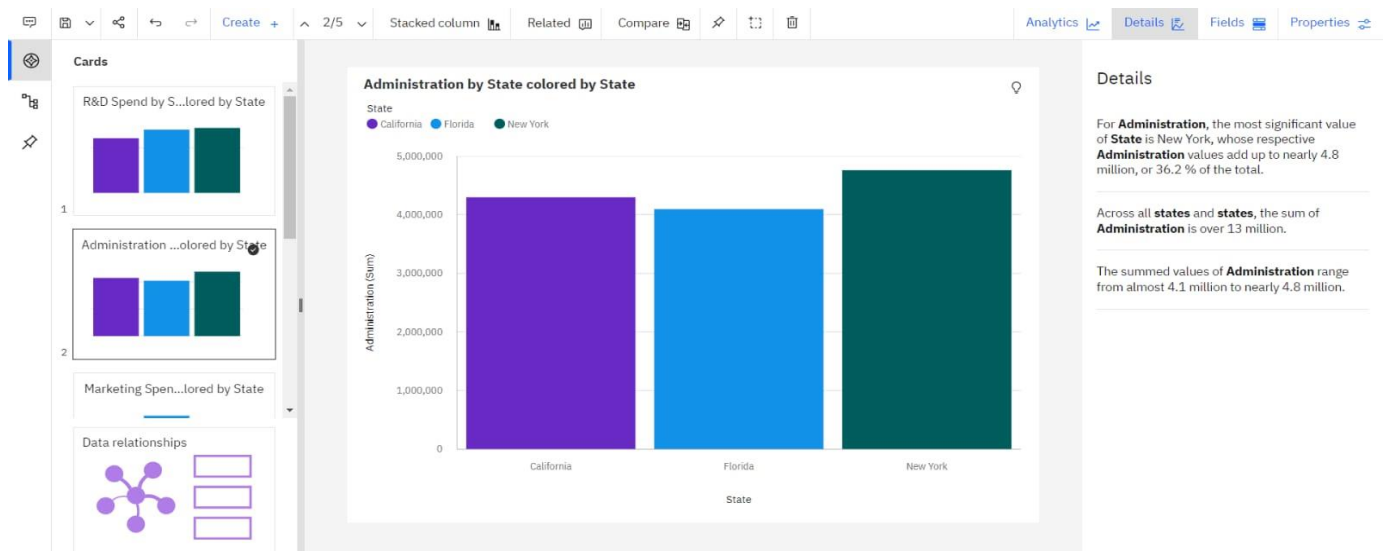 Create +
2/5
Stacked column
Related
Compare
Analytics
Details
Fields
Properties
Cards
R&D Spend by S...lored by State
1
Administration ...olored by State
2
Marketing Spen...lored by State
Data relationships
Administration by State colored by State
State
California
Florida
New York
5,000,000
4,000,000
3,000,000
2,000,000
1,000,000
0
Administration (Sum)
California
Florida
New York
State
Details
For Administration, the most significant value
of State is New York, whose respective
Administration values add up to nearly 4.8
million, or 36.2 % of the total.
Across all states and states, the sum of
Administration is over 13 million.
The summed values of Administration range
from almost 4.1 million to nearly 4.8 million.